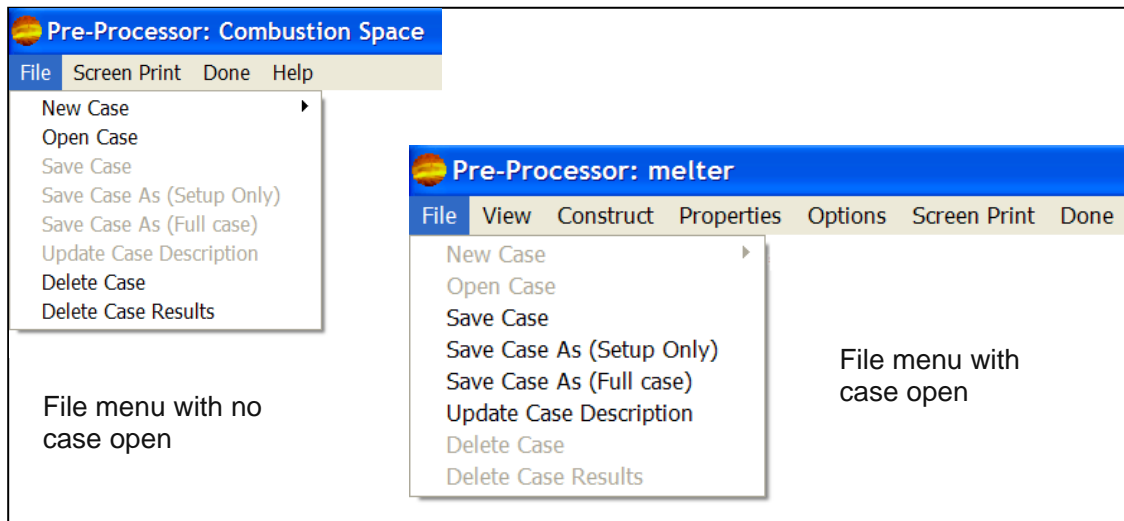 Pre-Processor: Combustion Space
File Screen Print Done Help
New Case
Open Case
Save Case
Save Case As (Setup Only)
Save Case As (Full case)
Update Case Description
Delete Case
Delete Case Results
File menu with no
case open
Pre-Processor: melter
File View Construct Properties Options Screen Print Done
New Case
Open Case
Save Case
Save Case As (Setup Only)
Save Case As (Full case)
Update Case Description
Delete Case
Delete Case Results
File menu with
case open